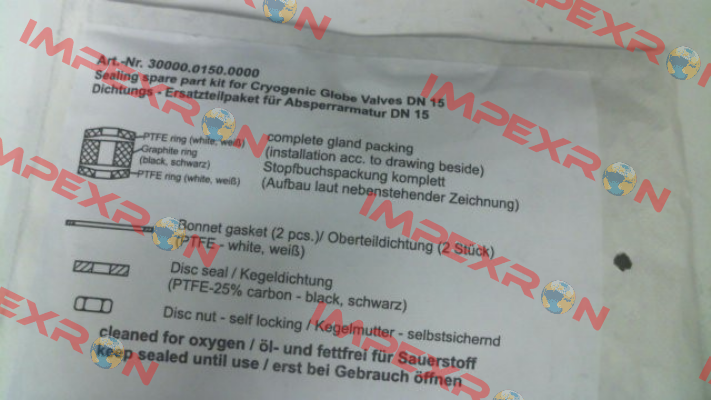 Art.-Nr. 30000.0150.0000
Sealing spare part kit for Cryogenic Globe Valves DN 15
Dichtungs - Ersatzteilpaket für Absperrarmatur DN 15
PTFE ring (white, weiß)
Graphite ring
(black, schwarz)
PTFE ring (white, weiß)
complete gland packing
(installation acc. to drawing beside)
Stopfbuchspackung komplett
(Aufbau laut nebenstehender Zeichnung)
Bonnet gasket (2 pcs.)/ Oberteildichtung (2 Stück)
(PTFE - white, weiß)
Disc seal / Kegeldichtung
(PTFE-25% carbon - black, schwarz)
Disc nut - self locking / Kegelmutter - selbstsichernd
cleaned for oxygen / öl- und fettfrei für Sauerstoff
keep sealed until use / erst bei Gebrauch öffnen
IMPEXRON
IMPEXRON
IMPEXRON
IMPEXRON
IMPEXRON
IMPEXRON